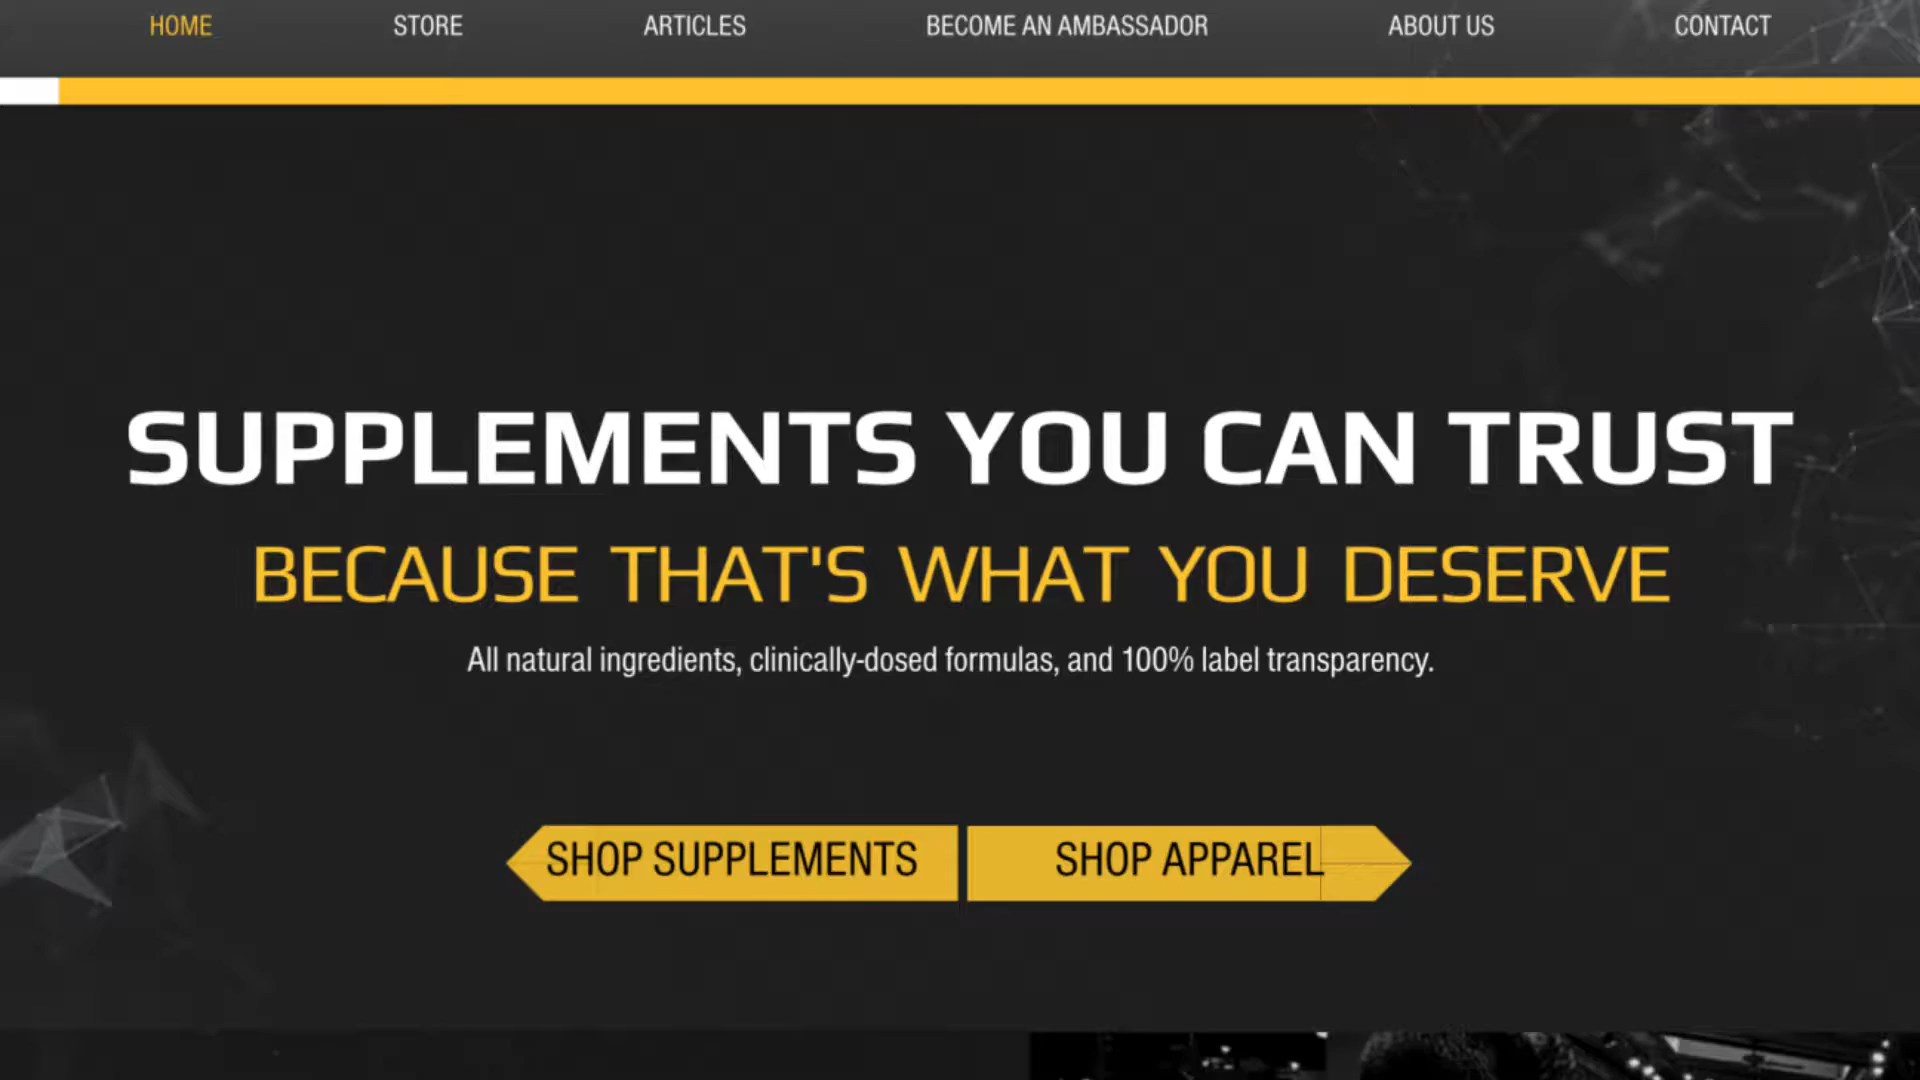 HOME STORE ARTICLES BECOME AN AMBASSADOR ABOUT US CONTACT
SUPPLEMENTS YOU CAN TRUST
BECAUSE THAT'S WHAT YOU DESERVE
All natural ingredients, clinically-dosed formulas, and 100% label transparency.
SHOP SUPPLEMENTS SHOP APPAREL